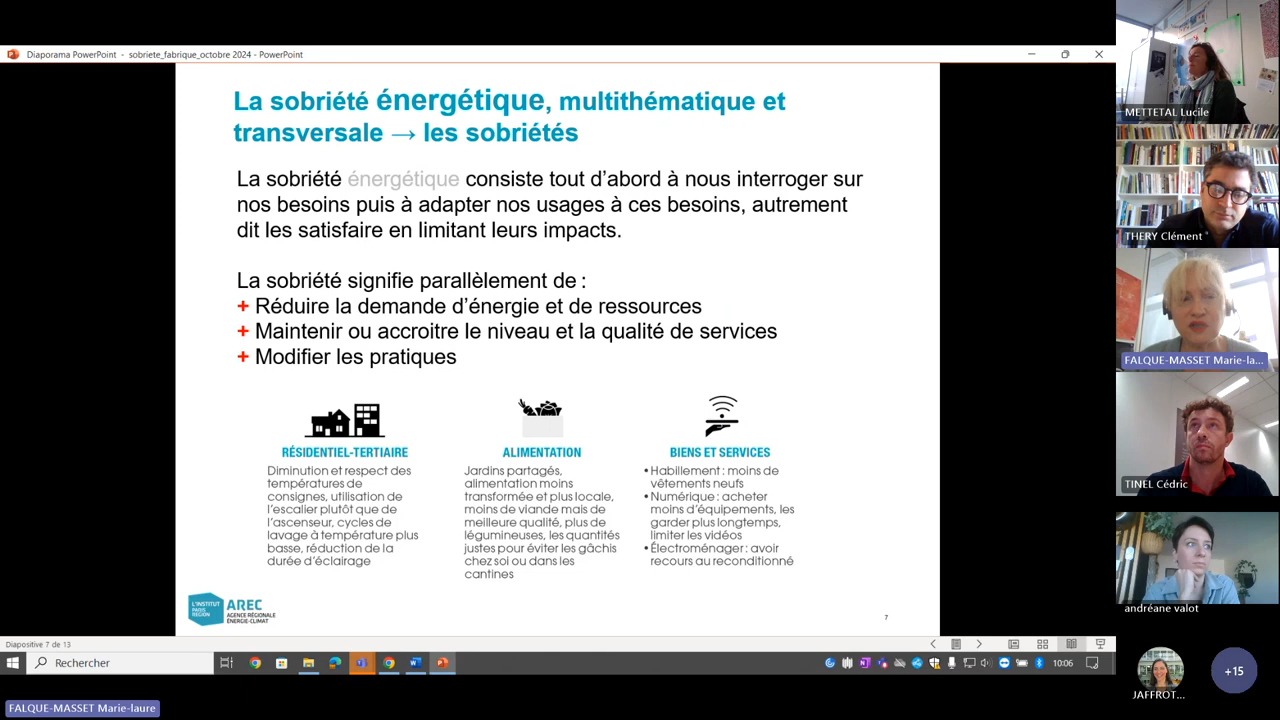 Diaporama PowerPoint - sobriete_fabrique_octobre 2024 - PowerPoint
La sobriété énergétique, multithématique et
transversale → les sobriétés
La sobriété énergétique consiste tout d’abord à nous interroger sur
nos besoins puis à adapter nos usages à ces besoins, autrement
dit les satisfaire en limitant leurs impacts.
La sobriété signifie parallèlement de :
+ Réduire la demande d’énergie et de ressources
+ Maintenir ou accroitre le niveau et la qualité de services
+ Modifier les pratiques
RÉSIDENTIEL-TERTIAIRE
Diminution et respect des
températures de
consignes, utilisation de
l’escalier plutôt que de
l’ascenseur, cycles de
lavage à température plus
basse, réduction de la
durée d’éclairage
ALIMENTATION
Jardins partagés,
alimentation moins
transformée et plus locale,
moins de viande mais de
meilleure qualité, plus de
légumineuses, les quantités
justes pour éviter les gâchis
chez soi ou dans les
cantines
BIENS ET SERVICES
• Habillement : moins de
vêtements neufs
• Numérique : acheter
moins d’équipements, les
garder plus longtemps,
limiter les vidéos
• Électroménager : avoir
recours au reconditionné
L’INSTITUT
PARIS
REGION
AREC
AGENCE RÉGIONALE
ÉNERGIE-CLIMAT
7
Diapositive 7 de 13
Rechercher
10:06
FALQUE-MASSET Marie-laure
METTETAL Lucile
THERY Clément
FALQUE-MASSET Marie-la...
TINEL Cédric
andréane valot
JAFFROT...
+15